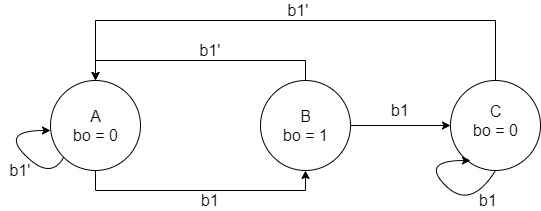 b1'
b1'
A
bo = 0
B
bo = 1
b1
C
bo = 0
b1'
b1
b1